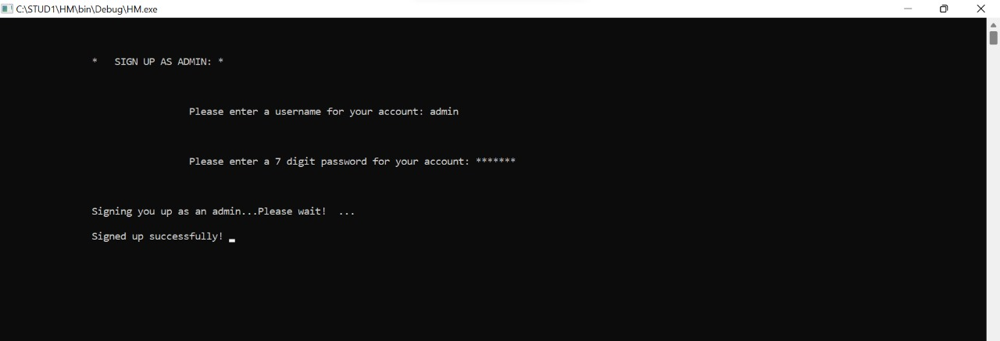 C:\STUD1\HM\bin\Debug\HM.exe
* SIGN UP AS ADMIN: *
Please enter a username for your account: admin
Please enter a 7 digit password for your account: *******
Signing you up as an admin...Please wait! ...
Signed up successfully!